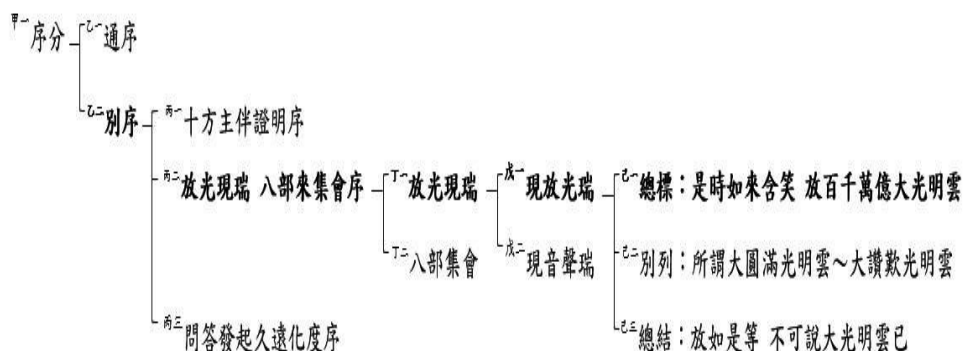 甲一 序分 乙一 通序
乙二 別序 丙一 十方主伴證明序
丙二 放光現瑞 八部來集會序 丁一 放光現瑞 戊一 現放光瑞 己一 總標:是時如來含笑 放百千萬億大光明雲
丁二 八部集會 戊二 現音聲瑞 己二 別列:所謂大圓滿光明雲~大讚歎光明雲
丙三 問答發起久遠化度序 己三 總結:放如是等 不可說大光明雲已